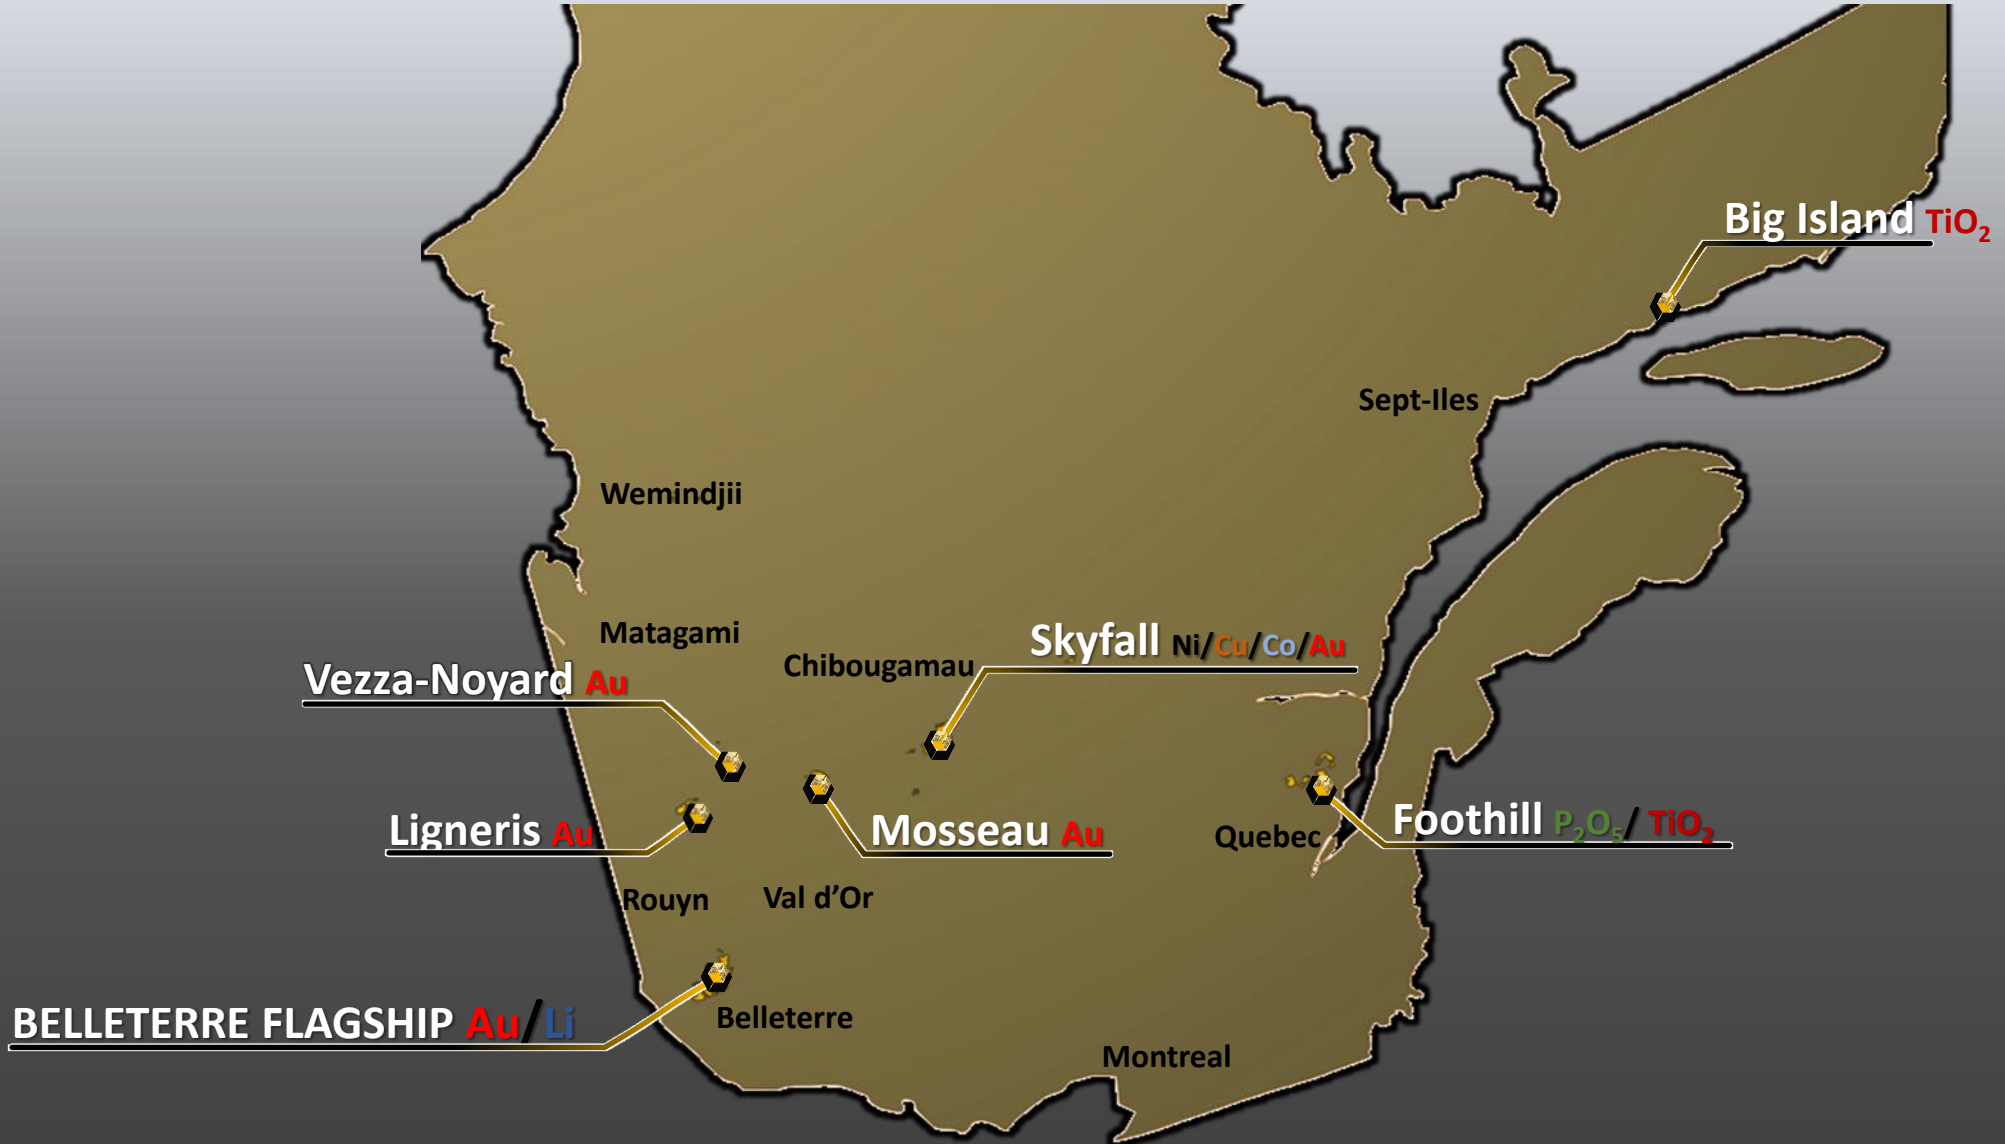 Big Island TiO₂
Sept-Iles
Wemindjii
Matagami
Skyfall Ni/Cu/Co/Au
Chibougamau
Vezza-Noyard Au
Ligneris Au
Mosseau Au
Quebec
Foothill P₂O₅/ TiO₂
Rouyn
Val d’Or
BELLETERRE FLAGSHIP Au/Li
Belleterre
Montreal